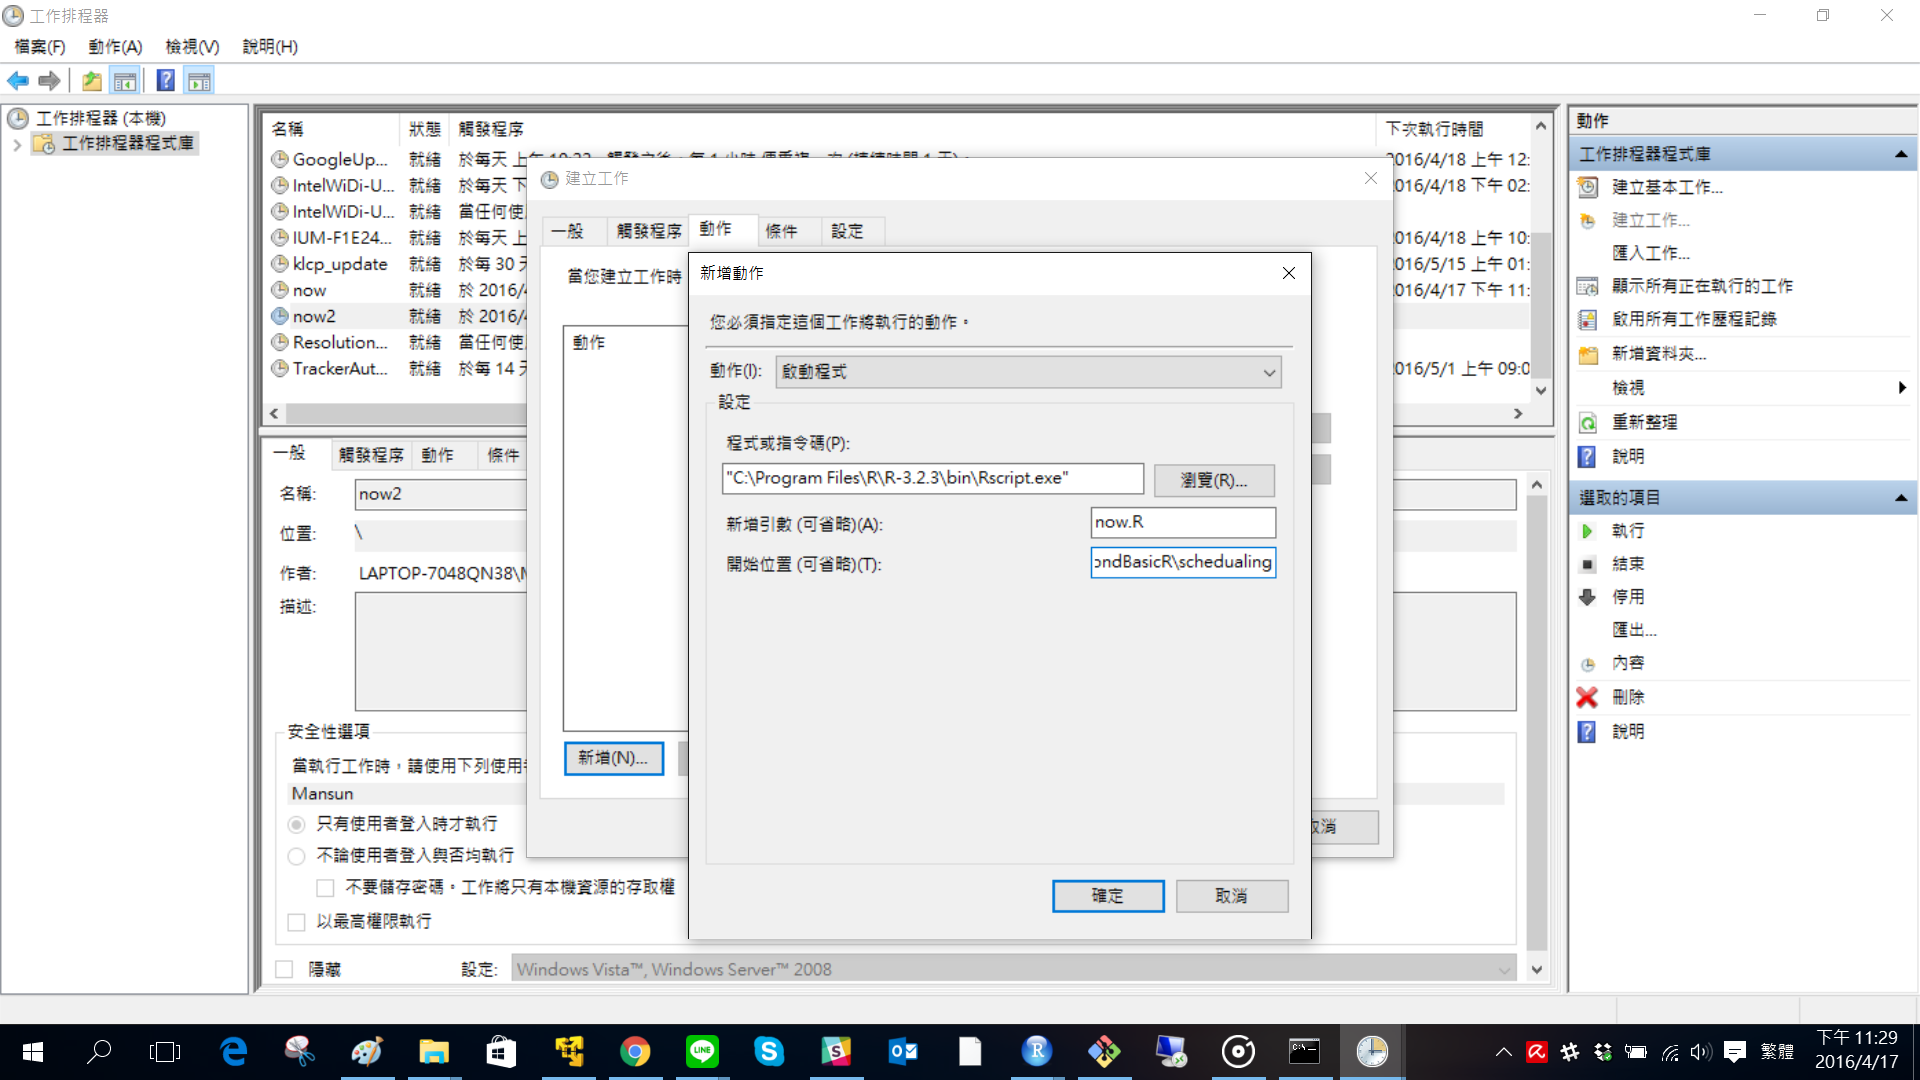 工作排程器
檔案(F) 動作(A) 檢視(V) 說明(H)
工作排程器 (本機)
工作排程器程式庫
名稱 狀態 觸發程序 下次執行時間
GoogleUp... 就緒 於每天 上午 10:22 2016/4/18 上午 12:
IntelWiDi-U... 就緒 於每天 下 2016/4/18 下午 02:
IntelWiDi-U... 就緒 當任何使
IUM-F1E24... 就緒 於每天 上 2016/4/18 上午 10:
klcp_update 就緒 於每 30 天 2016/5/15 上午 01:
now 就緒 於 2016/4 2016/4/17 下午 11:
now2 就緒 於 2016/4
Resolution... 就緒 當任何使
TrackerAut... 就緒 於每 14 天 2016/5/1 上午 09:0
一般 觸發程序 動作 條件
名稱: now2
位置: \
作者: LAPTOP-7048QN38\M
描述:
安全性選項
當執行工作時，請使用下列使用
Mansun
只有使用者登入時才執行
不論使用者登入與否均執行
不要儲存密碼。工作將只有本機資源的存取權
以最高權限執行
隱藏 設定: Windows Vista™, Windows Server™ 2008
建立工作
一般 觸發程序 動作 條件 設定
當您建立工作時
動作
新增(N)...
取消
新增動作
您必須指定這個工作將執行的動作。
動作(I): 啟動程式
設定
程式或指令碼(P):
"C:\Program Files\R\R-3.2.3\bin\Rscript.exe" 瀏覽(R)...
新增引數 (可省略)(A): now.R
開始位置 (可省略)(T): ondBasicR\schedualing
確定 取消
動作
工作排程器程式庫
建立基本工作...
建立工作...
匯入工作...
顯示所有正在執行的工作
啟用所有工作歷程記錄
新增資料夾...
檢視
重新整理
說明
選取的項目
執行
結束
停用
匯出...
內容
刪除
說明
LINE
繁體
下午 11:29
2016/4/17